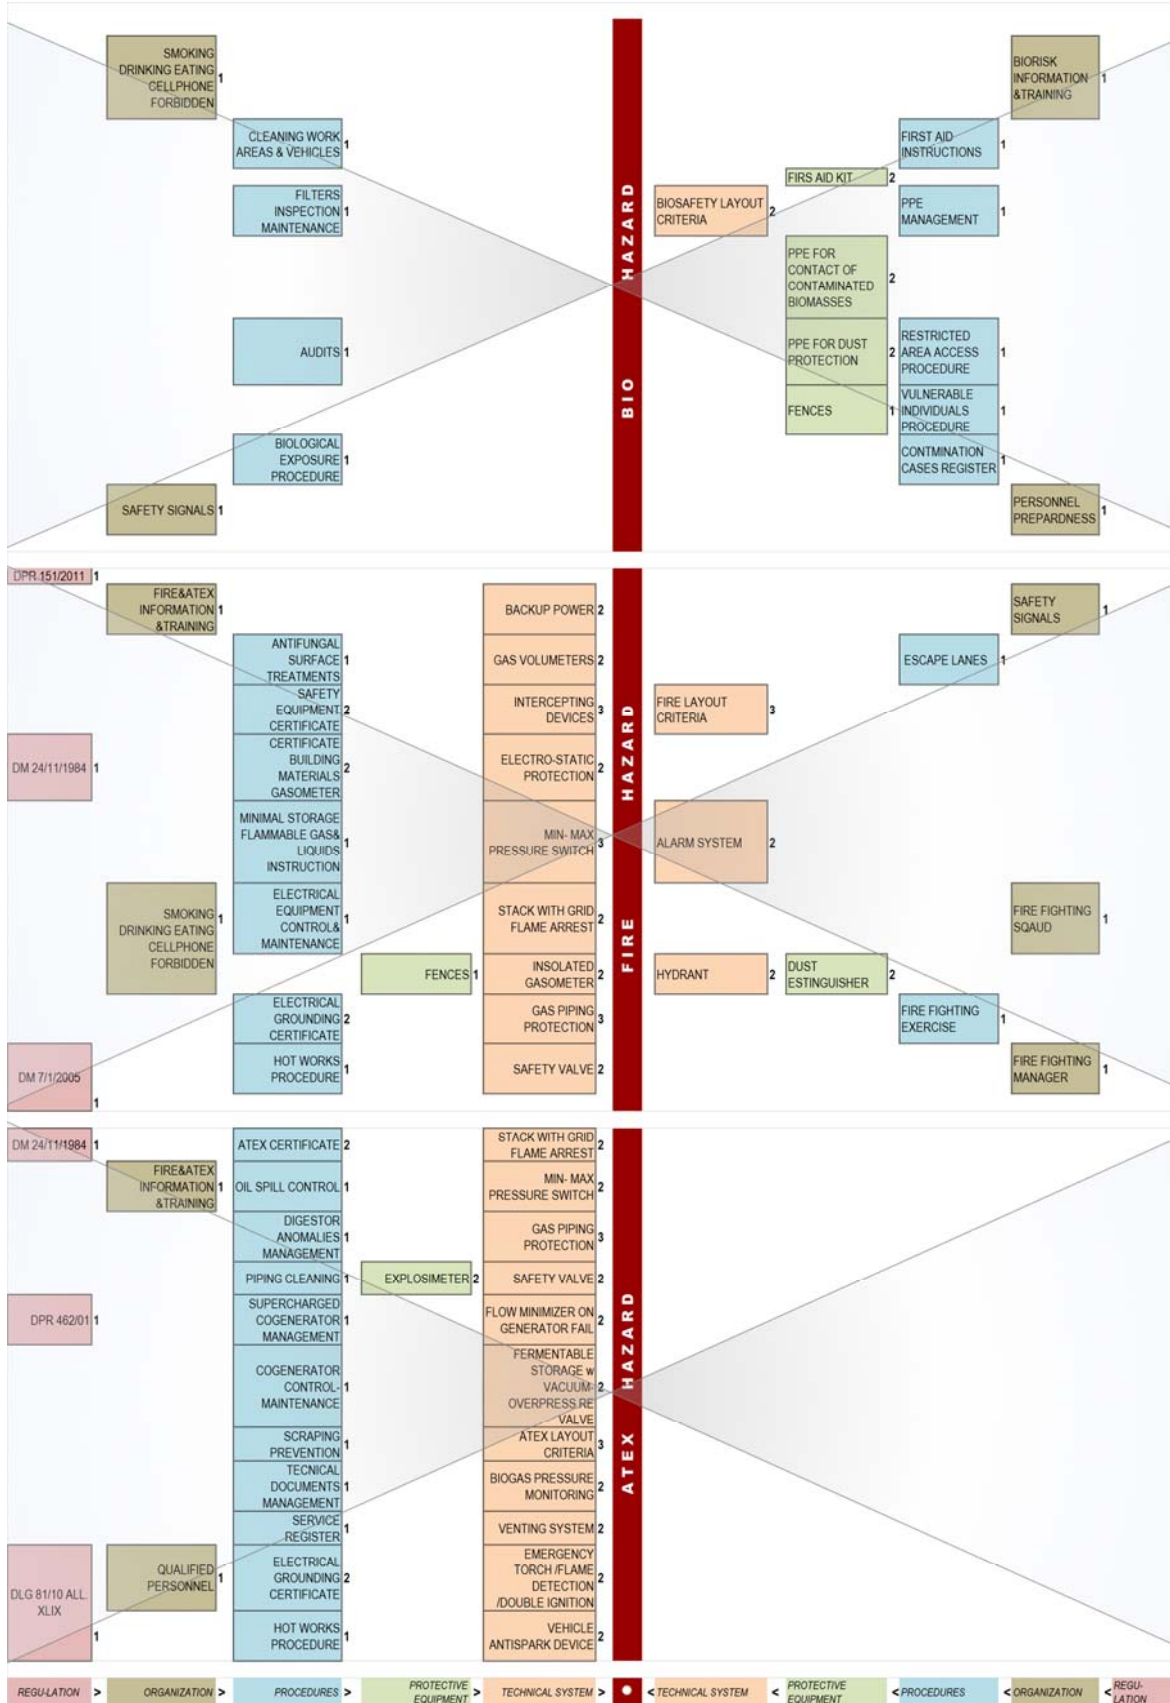 SMOKING
DRINKING EATING
CELLPHONE
FORBIDDEN
1
CLEANING WORK
AREAS & VEHICLES
1
FILTERS
INSPECTION
MAINTENANCE
1
AUDITS
1
BIOLOGICAL
EXPOSURE
PROCEDURE
1
SAFETY SIGNALS
1
BIO HAZARD
BIOSAFETY LAYOUT
CRITERIA
2
FIRS AID KIT
2
PPE FOR
CONTACT OF
CONTAMINATED
BIOMASSES
2
PPE FOR DUST
PROTECTION
2
FENCES
1
FIRST AID
INSTRUCTIONS
1
PPE
MANAGEMENT
1
RESTRICTED
AREA ACCESS
PROCEDURE
1
VULNERABLE
INDIVIDUALS
PROCEDURE
1
CONTMINATION
CASES REGISTER
1
BIORISK
INFORMATION
&TRAINING
1
PERSONNEL
PREPARDNESS
1
DPR 151/2011
1
DM 24/11/1984
1
DM 7/1/2005
1
FIRE&ATEX
INFORMATION
&TRAINING
1
SMOKING
DRINKING EATING
CELLPHONE
FORBIDDEN
1
ANTIFUNGAL
SURFACE
TREATMENTS
1
SAFETY
EQUIPMENT
CERTIFICATE
2
CERTIFICATE
BUILDING
MATERIALS
GASOMETER
2
MINIMAL STORAGE
FLAMMABLE GAS&
LIQUIDS
INSTRUCTION
1
ELECTRICAL
EQUIPMENT
CONTROL&
MAINTENANCE
1
ELECTRICAL
GROUNDING
CERTIFICATE
2
HOT WORKS
PROCEDURE
1
FENCES
1
BACKUP POWER
2
GAS VOLUMETERS
2
INTERCEPTING
DEVICES
3
ELECTRO-STATIC
PROTECTION
2
MIN- MAX
PRESSURE SWITCH
3
STACK WITH GRID
FLAME ARREST
2
INSOLATED
GASOMETER
2
GAS PIPING
PROTECTION
3
SAFETY VALVE
2
FIRE HAZARD
FIRE LAYOUT
CRITERIA
3
ALARM SYSTEM
2
HYDRANT
2
DUST
ESTINGUISHER
2
ESCAPE LANES
1
FIRE FIGHTING
EXERCISE
1
SAFETY
SIGNALS
1
FIRE FIGHTING
SQAUD
1
FIRE FIGHTING
MANAGER
1
DM 24/11/1984
1
DPR 462/01
1
DLG 81/10 ALL.
XLIX
1
FIRE&ATEX
INFORMATION
&TRAINING
1
QUALIFIED
PERSONNEL
1
ATEX CERTIFICATE
2
OIL SPILL CONTROL
1
DIGESTOR
ANOMALIES
MANAGEMENT
1
PIPING CLEANING
1
SUPERCHARGED
COGENERATOR
MANAGEMENT
1
COGENERATOR
CONTROL-
MAINTENANCE
1
SCRAPING
PREVENTION
1
TECNICAL
DOCUMENTS
MANAGEMENT
1
SERVICE
REGISTER
1
ELECTRICAL
GROUNDING
CERTIFICATE
2
HOT WORKS
PROCEDURE
1
EXPLOSIMETER
2
STACK WITH GRID
FLAME ARREST
2
MIN- MAX
PRESSURE SWITCH
2
GAS PIPING
PROTECTION
3
SAFETY VALVE
2
FLOW MINIMIZER ON
GENERATOR FAIL
2
FERMENTABLE
STORAGE w
VACUUM-
OVERPRESS RE
VALVE
2
ATEX LAYOUT
CRITERIA
3
BIOGAS PRESSURE
MONITORING
2
VENTING SYSTEM
2
EMERGENCY
TORCH /FLAME
DETECTION
/DOUBLE IGNITION
2
VEHICLE
ANTISPARK DEVICE
2
ATEX HAZARD
REGU-LATION >
ORGANIZATION >
PROCEDURES >
PROTECTIVE
EQUIPMENT >
TECHNICAL SYSTEM >
< TECHNICAL SYSTEM
< PROTECTIVE
EQUIPMENT
<PROCEDURES
<ORGANIZATION
< REGU-
LATION